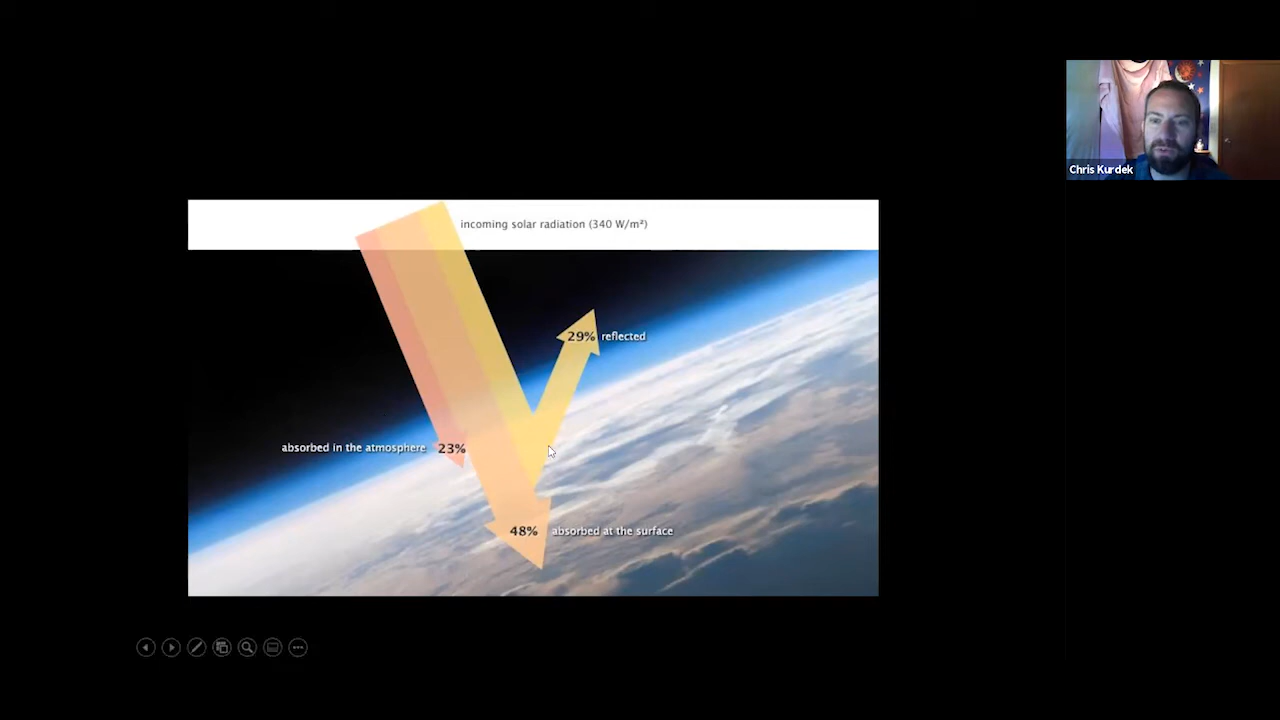 incoming solar radiation (340 W/m²)
29% reflected
absorbed in the atmosphere 23%
48% absorbed at the surface
Chris Kurdek